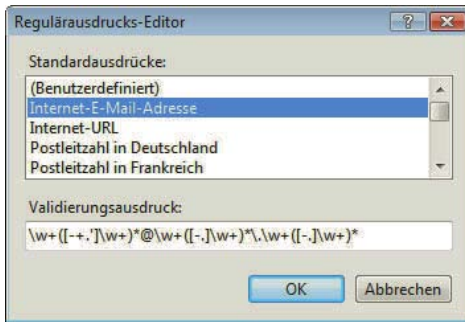 Regulärausdrucks-Editor
Standardausdrücke:
(Benutzerdefiniert)
Internet-E-Mail-Adresse
Internet-URL
Postleitzahl in Deutschland
Postleitzahl in Frankreich
Validierungsausdruck:
\w+([-+.']\w+)*@\w+([-.]\w+)*\.\w+([-.]\w+)*
OK
Abbrechen